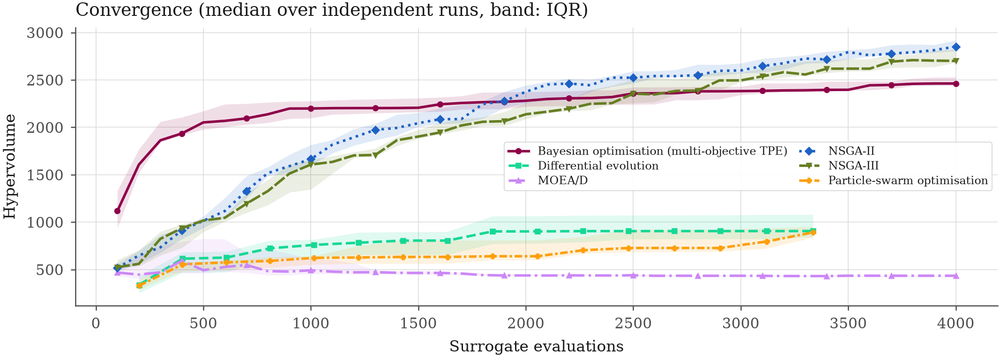 Convergence (median over independent runs, band: IQR)
3000
2500
2000
1500
1000
500
Hypervolume
Bayesian optimisation (multi-objective TPE)
Differential evolution
MOEA/D
NSGA-II
NSGA-III
Particle-swarm optimisation
0 500 1000 1500 2000 2500 3000 3500 4000
Surrogate evaluations